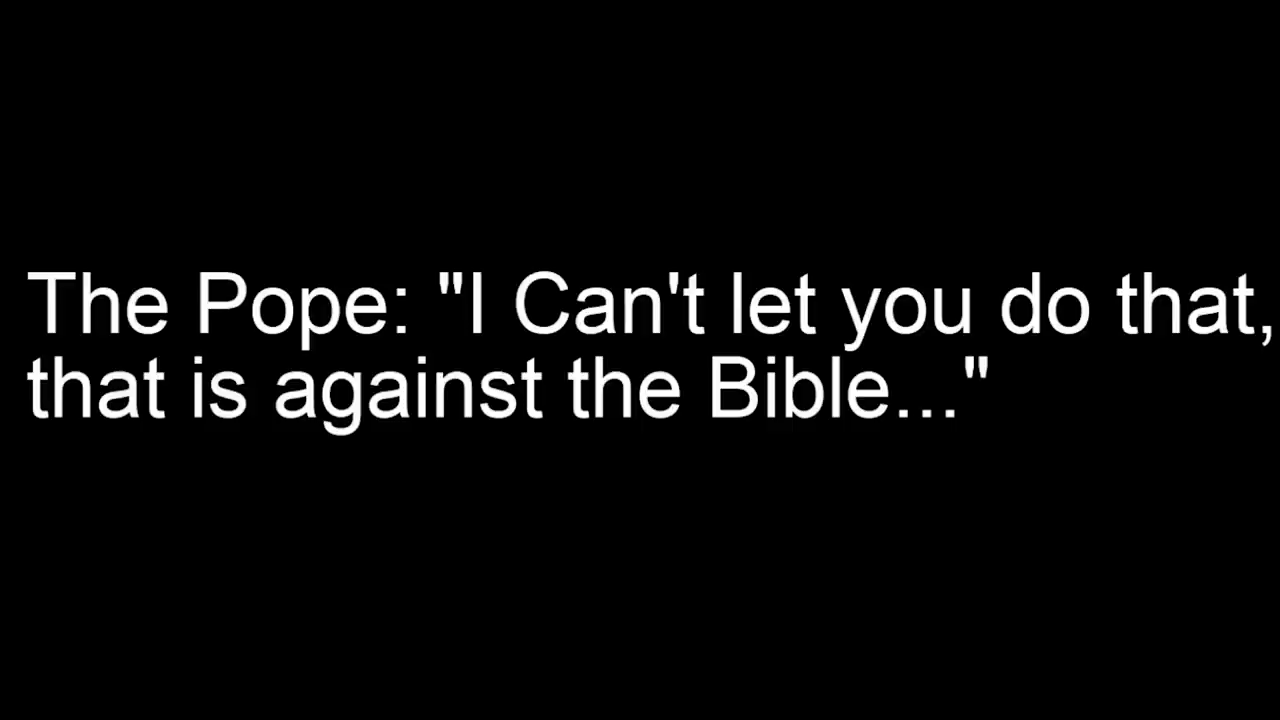 The Pope: "I Can't let you do that,
that is against the Bible..."